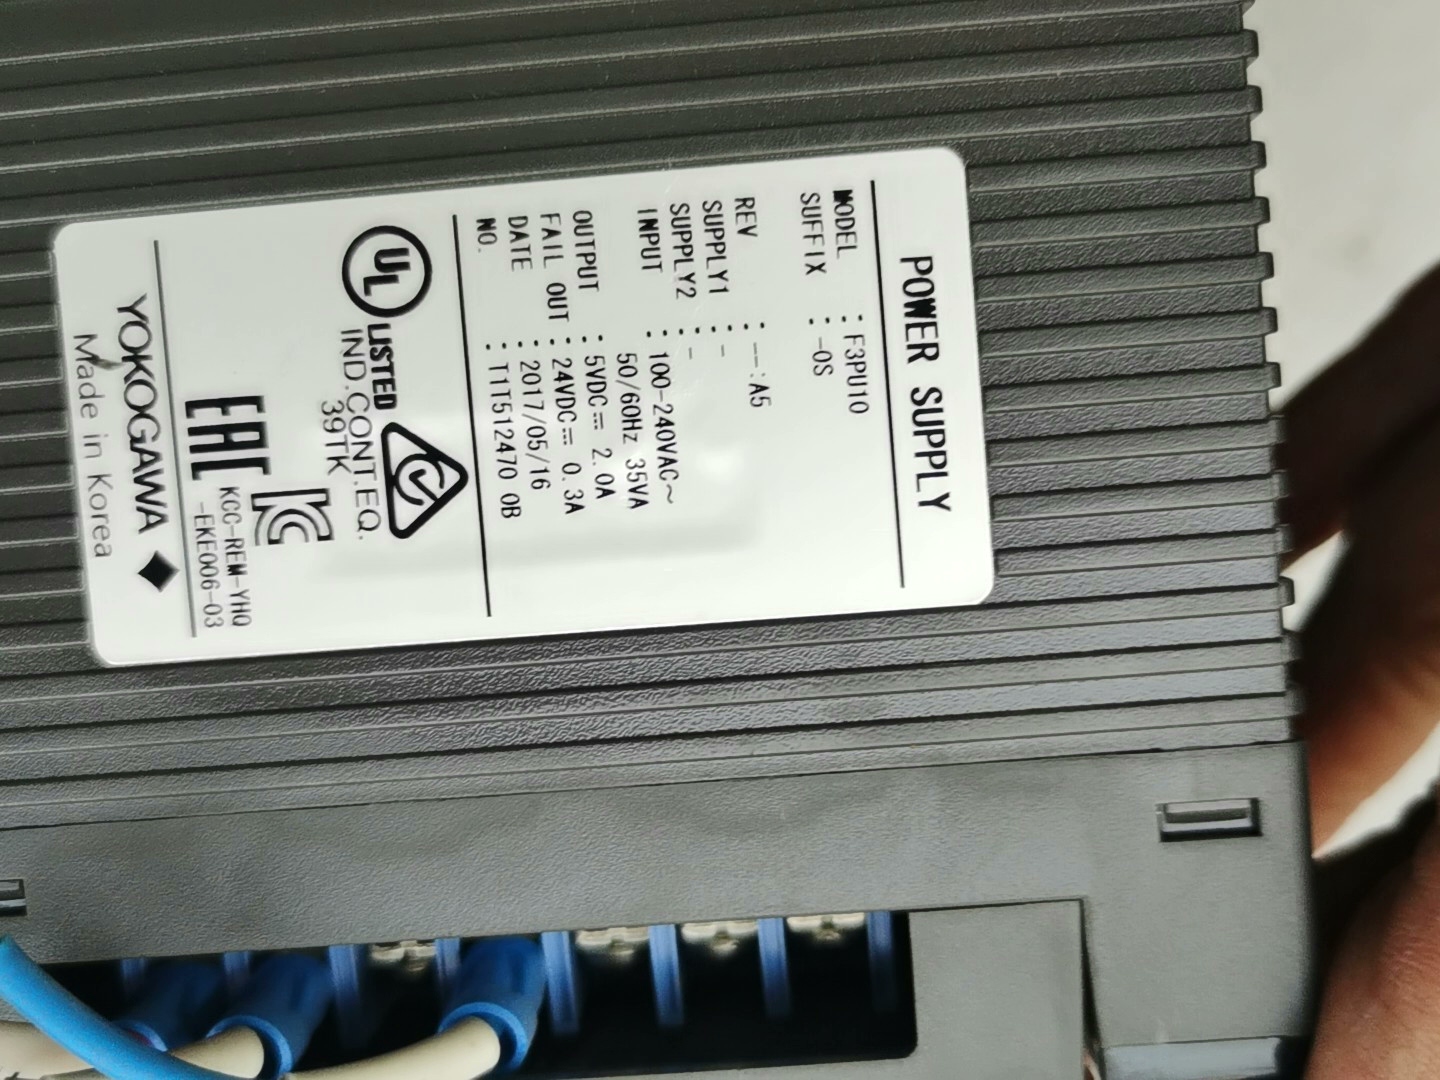 POWER SUPPLY
MODEL : F3PU10
SUFFIX : -0S
REV : --:A5
SUPPLY1 : -
SUPPLY2 : -
INPUT : 100-240VAC~
50/60Hz 35VA
OUTPUT : 5VDC⎓ 2.0A
FAIL OUT : 24VDC⎓ 0.3A
DATE : 2017/05/16
NO. : T1T512470 0B
UL LISTED
IND.CONT.EQ.
39TK
EAC
KC
KCC-REM-YHQ
-EKE006-03
YOKOGAWA
Made in Korea